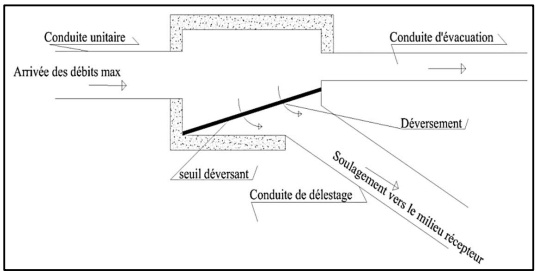 Conduite unitaire
Conduite d'évacuation
Arrivée des débits max
Déversement
seuil déversant
Conduite de délestage
Soulagement vers le milieu récepteur